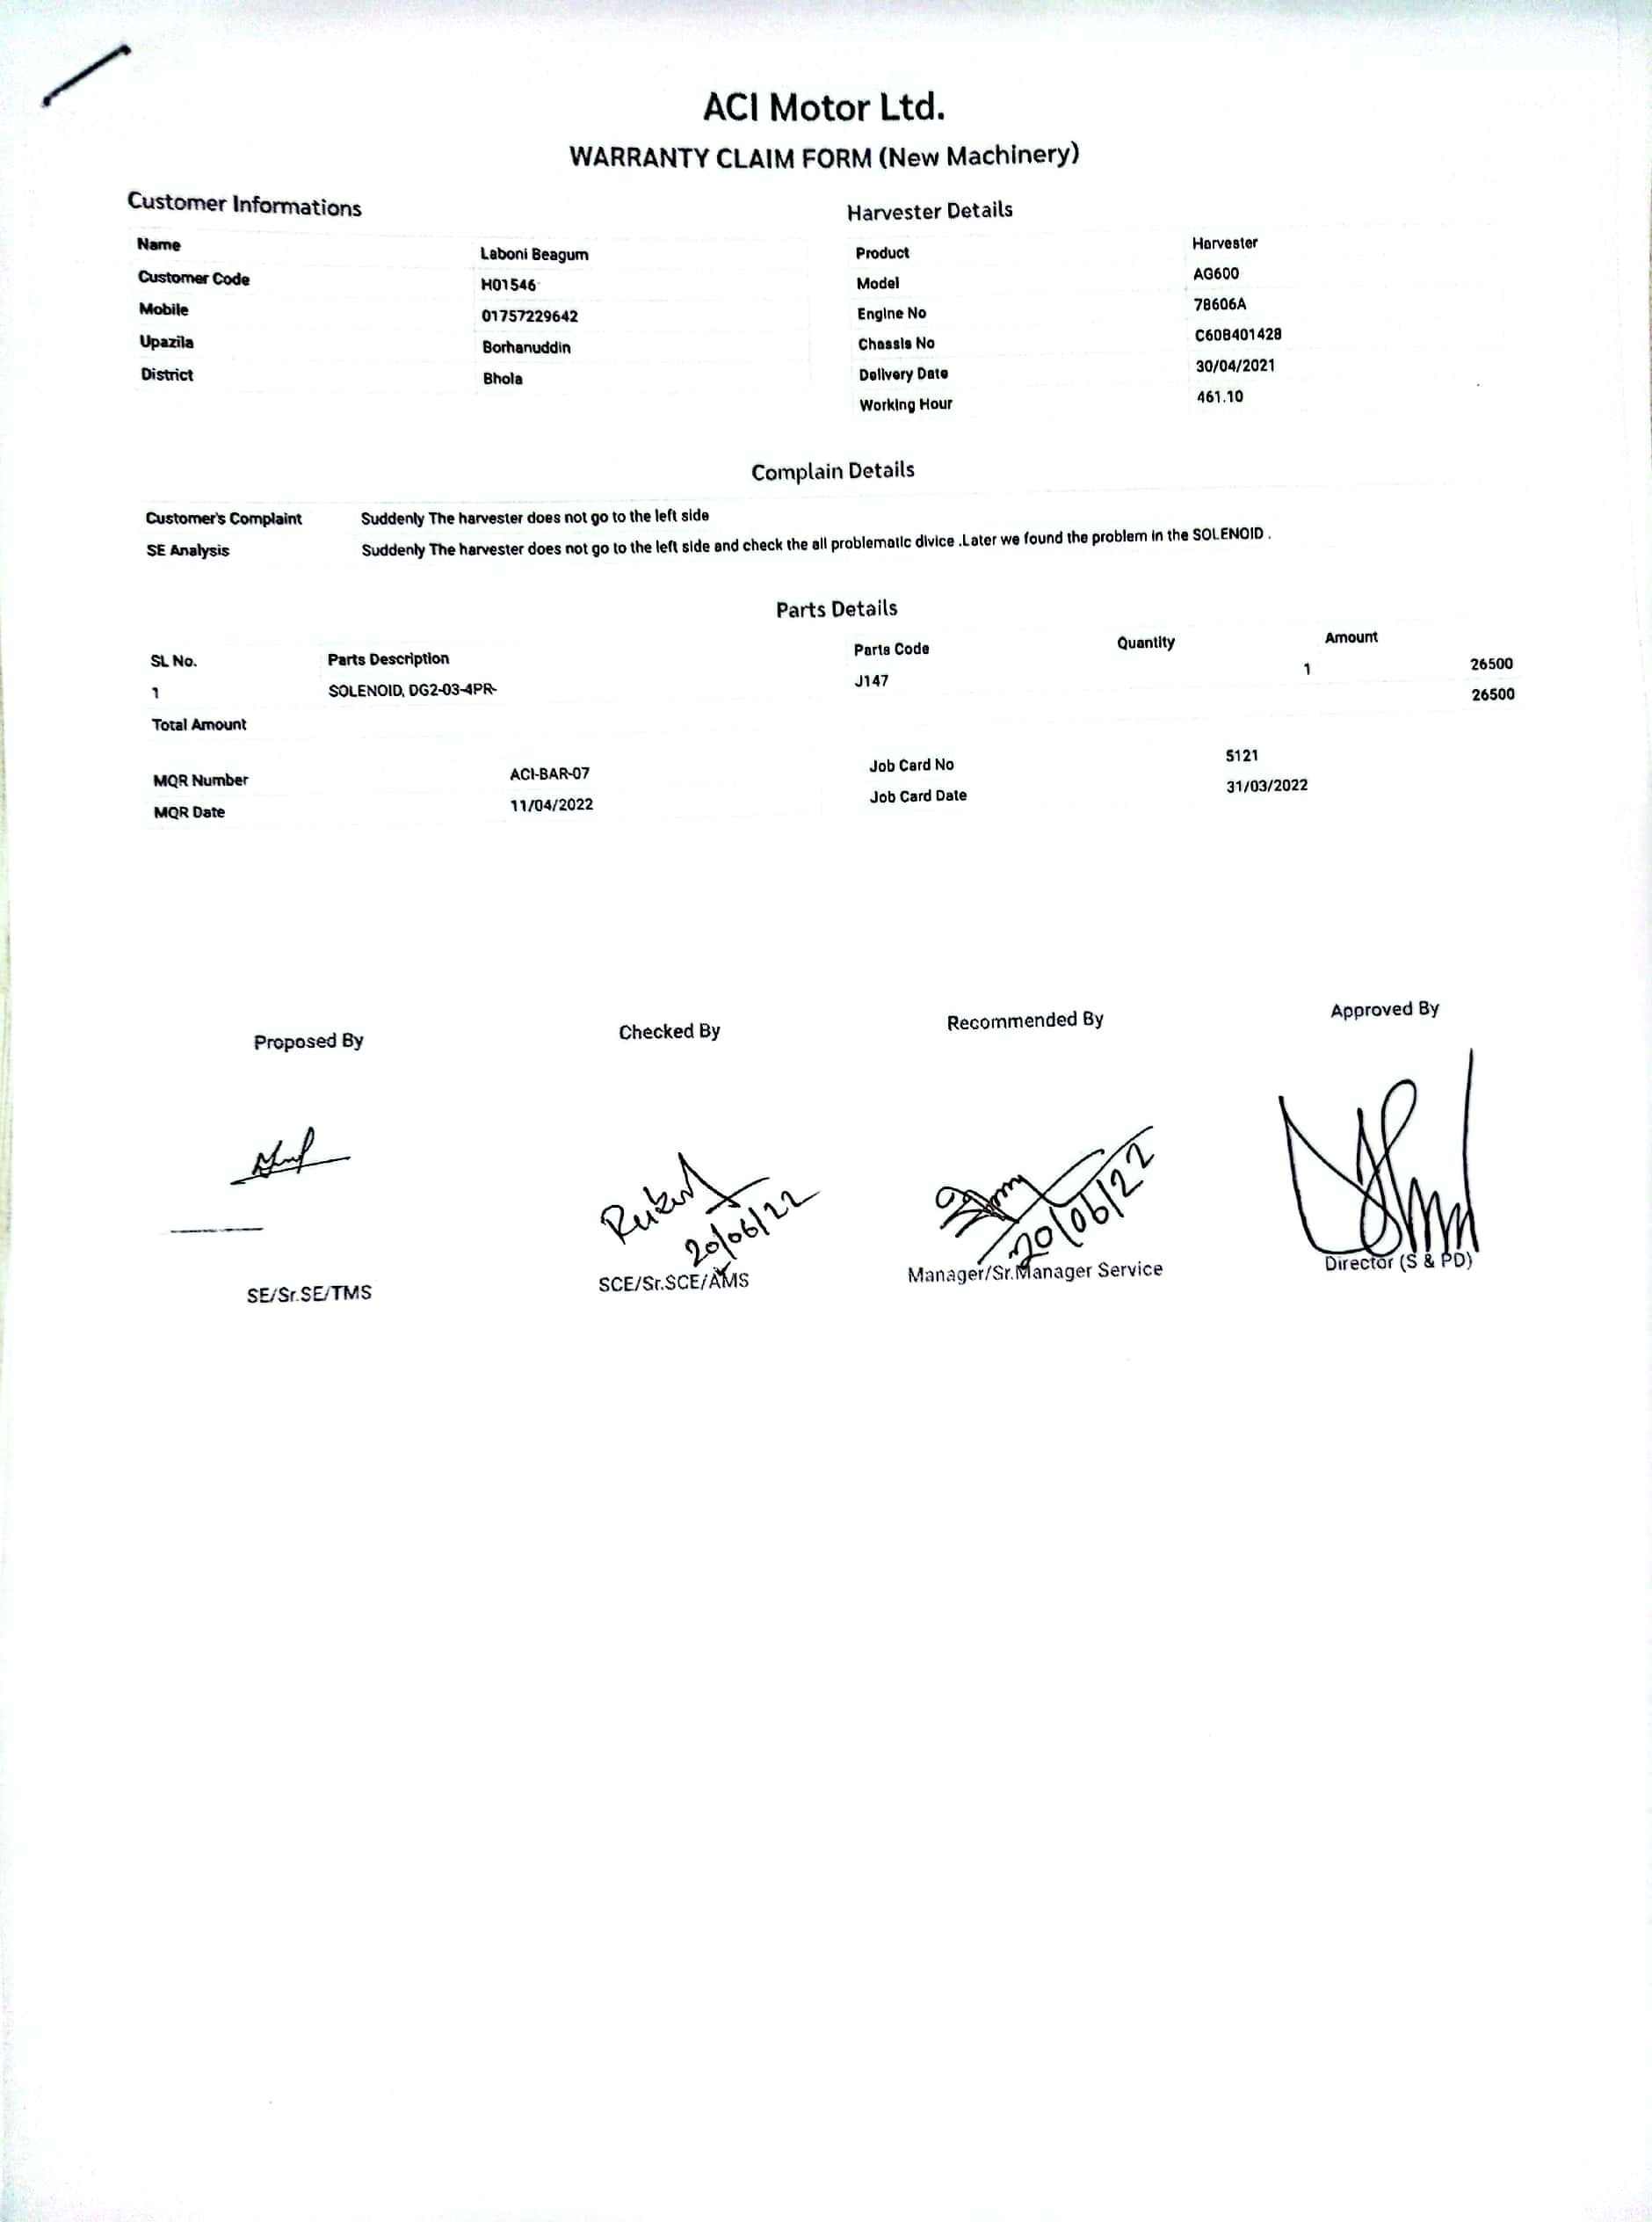 ACI Motor Ltd.
WARRANTY CLAIM FORM (New Machinery)
Customer Informations
Name Laboni Beagum
Customer Code H01546
Mobile 01757229642
Upazila Borhanuddin
District Bhola
Harvester Details
Product Harvester
Model AG600
Engine No 78606A
Chassis No C60B401428
Delivery Date 30/04/2021
Working Hour 461.10
Complain Details
Customer's Complaint Suddenly The harvester does not go to the left side
SE Analysis Suddenly The harvester does not go to the left side and check the all problematic divice .Later we found the problem in the SOLENOID .
Parts Details
SL No. Parts Description Parts Code Quantity Amount
1 SOLENOID, DG2-03-4PR- J147 1 26500
Total Amount 26500
MQR Number ACI-BAR-07 Job Card No 5121
MQR Date 11/04/2022 Job Card Date 31/03/2022
Proposed By Checked By Recommended By Approved By
20/06/22 20/06/22
SE/Sr.SE/TMS SCE/Sr.SCE/AMS Manager/Sr.Manager Service Director (S & PD)